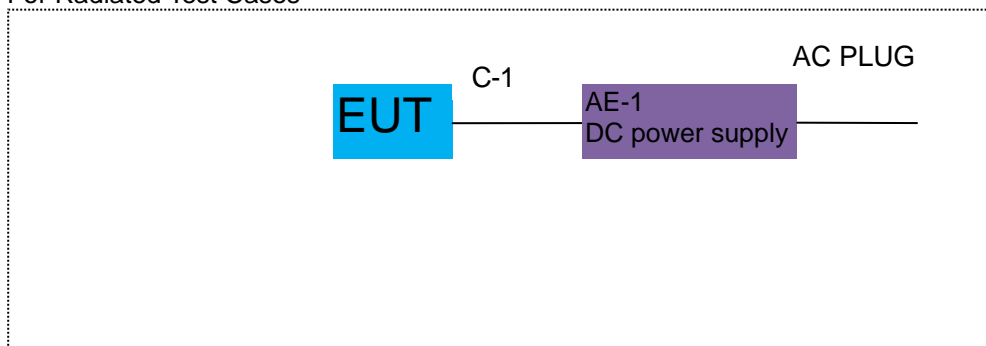 For Radiated Test Cases
AC PLUG
C-1
EUT
AE-1
DC power supply